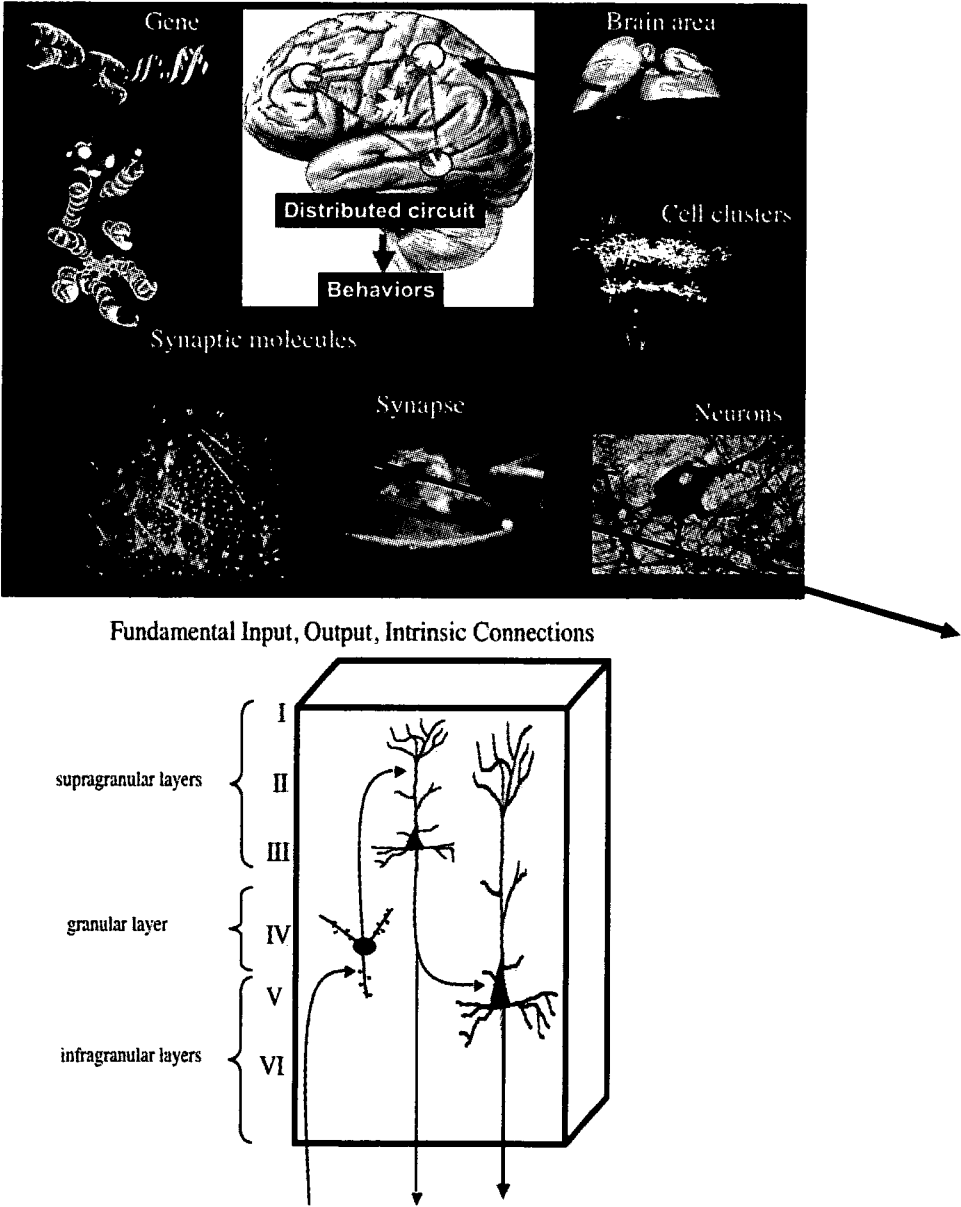 Gene
Brain area
Distributed circuit
Cell clusters
Behaviors
Synaptic molecules
Synapse
Neurons
Fundamental Input, Output, Intrinsic Connections
I
supragranular layers
II
III
granular layer
IV
V
infragranular layers
VI